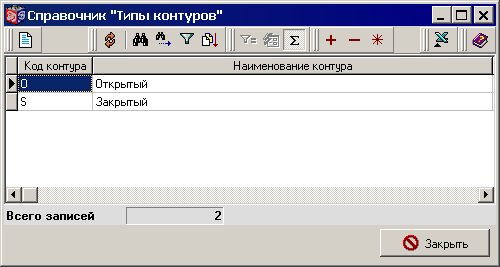 Справочник "Типы контуров"
Код контура Наименование контура
O Открытый
S Закрытый
Всего записей 2
Закрыть